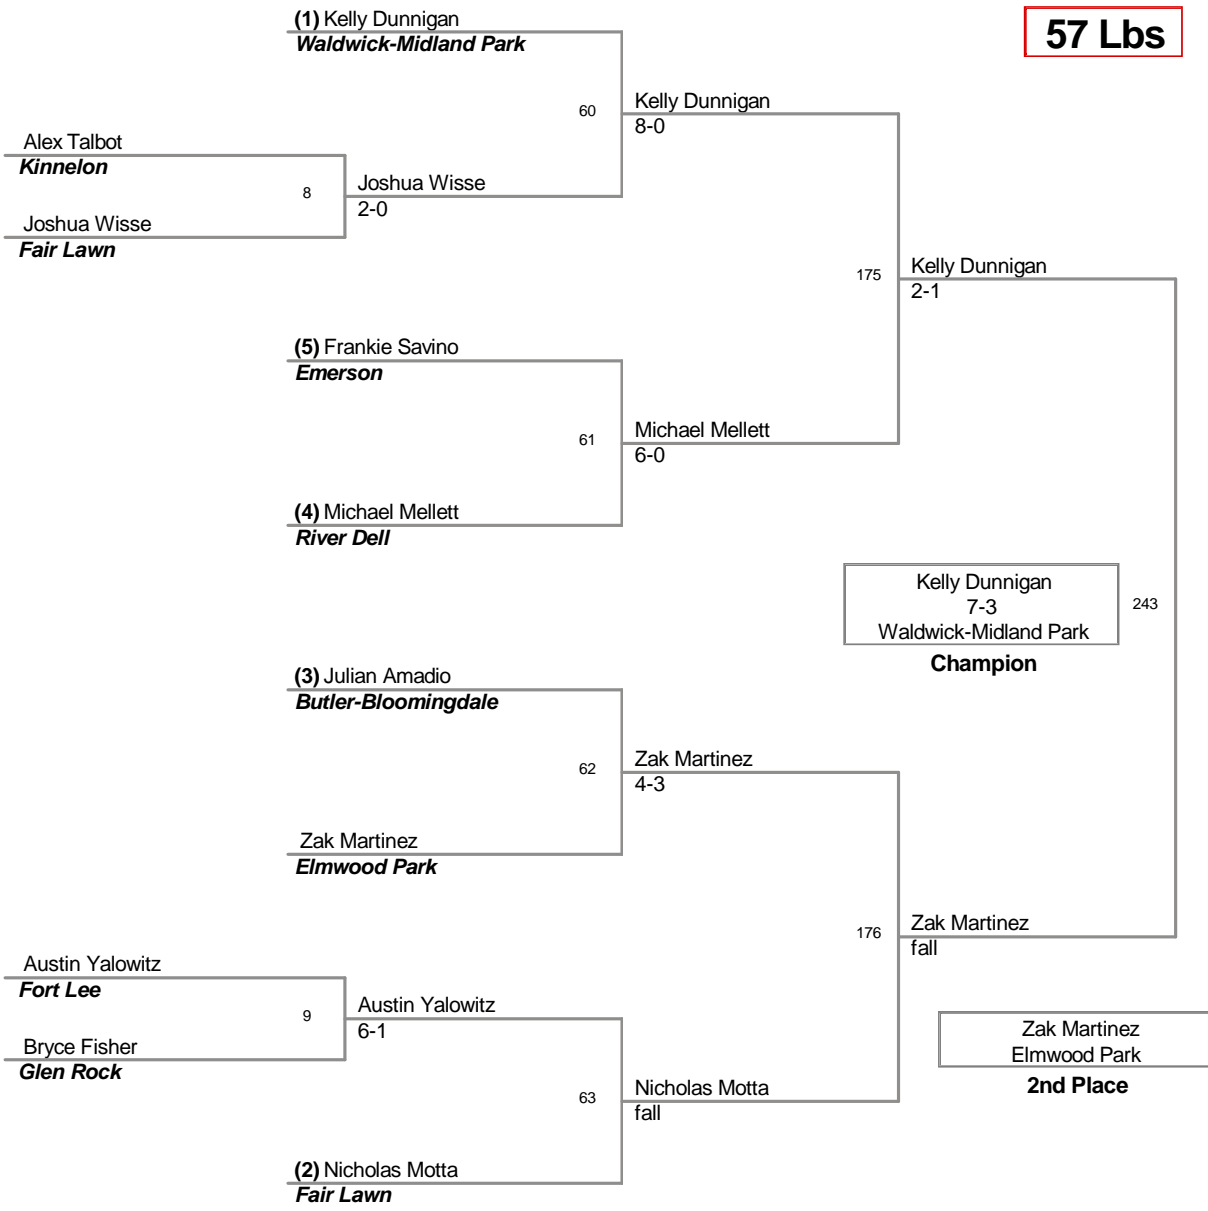 (1) Kelly Dunnigan
Waldwick-Midland Park
57 Lbs
60
Kelly Dunnigan
8-0
Alex Talbot
Kinnelon
8
Joshua Wisse
2-0
Joshua Wisse
Fair Lawn
175
Kelly Dunnigan
2-1
(5) Frankie Savino
Emerson
61
Michael Mellett
6-0
(4) Michael Mellett
River Dell
Kelly Dunnigan
7-3
Waldwick-Midland Park
243
Champion
(3) Julian Amadio
Butler-Bloomingdale
62
Zak Martinez
4-3
Zak Martinez
Elmwood Park
176
Zak Martinez
fall
Austin Yalowitz
Fort Lee
9
Austin Yalowitz
6-1
Bryce Fisher
Glen Rock
Zak Martinez
Elmwood Park
2nd Place
63
Nicholas Motta
fall
(2) Nicholas Motta
Fair Lawn